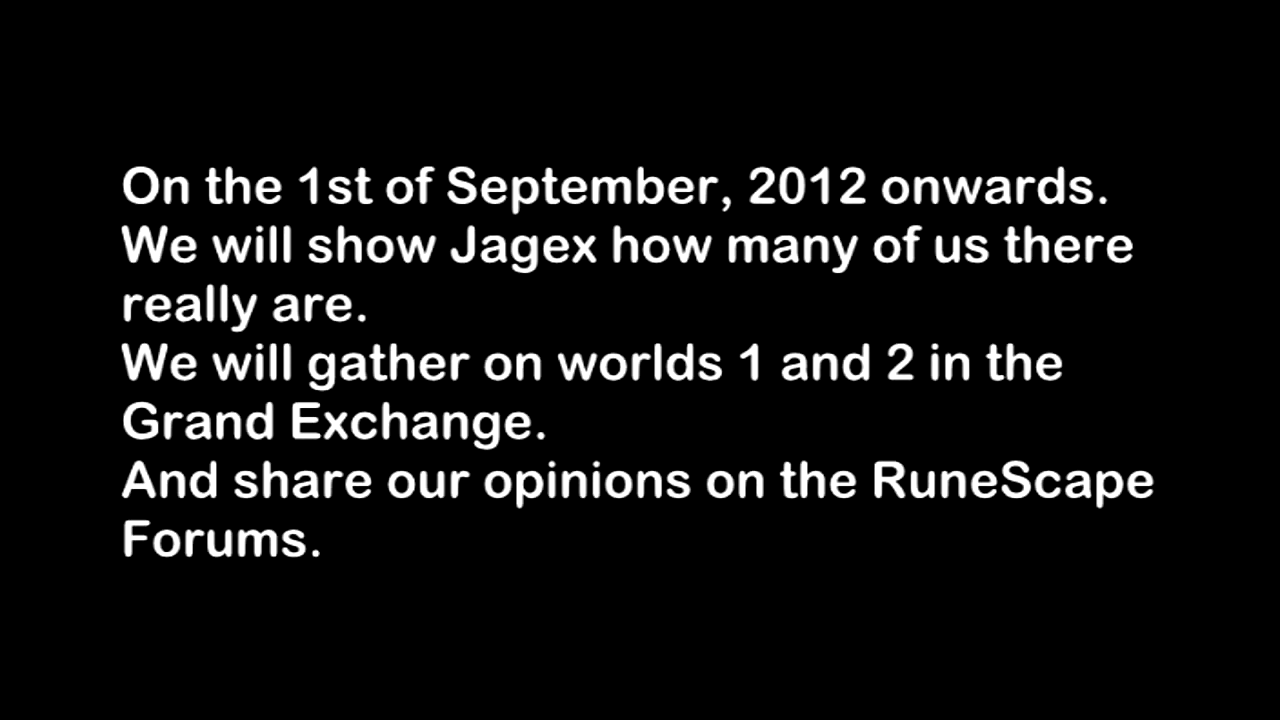 On the 1st of September, 2012 onwards.
We will show Jagex how many of us there
really are.
We will gather on worlds 1 and 2 in the
Grand Exchange.
And share our opinions on the RuneScape
Forums.